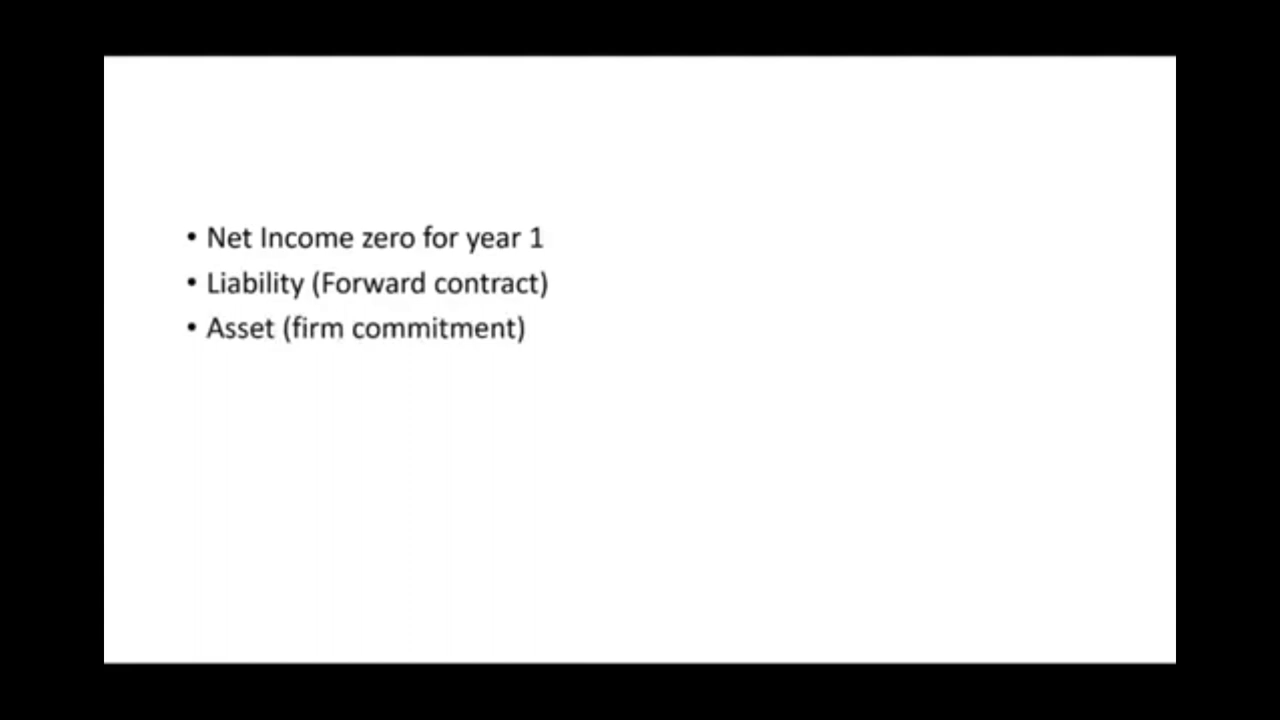 • Net Income zero for year 1
• Liability (Forward contract)
• Asset (firm commitment)